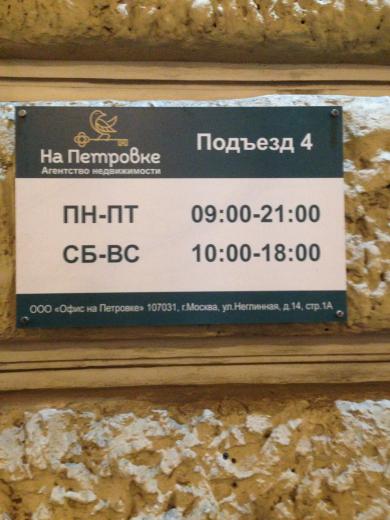 На Петровке
Агентство недвижимости
Подъезд 4
ПН-ПТ 09:00-21:00
СБ-ВС 10:00-18:00
ООО «Офис на Петровке» 107031, г.Москва, ул.Неглинная, д.14, стр.1А